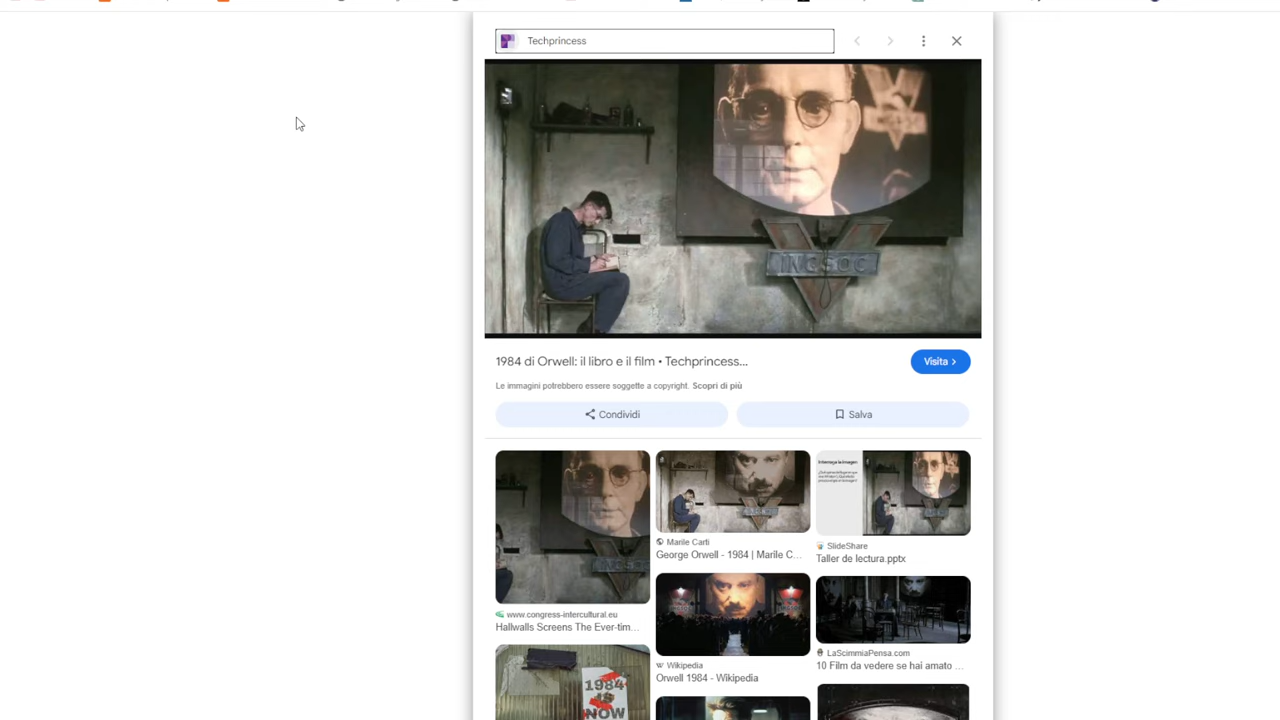 Techprincess
INGSOC
1984 di Orwell: il libro e il film • Techprincess...
Visita
Le immagini potrebbero essere soggette a copyright. Scopri di più
Condividi
Salva
Marile Carti
George Orwell - 1984 | Marile C...
SlideShare
Taller de lectura.pptx
www.congress-intercultural.eu
Hallwalls Screens The Ever-tim...
Wikipedia
Orwell 1984 - Wikipedia
LaScimmiaPensa.com
10 Film da vedere se hai amato ...
1984
IS
NOW